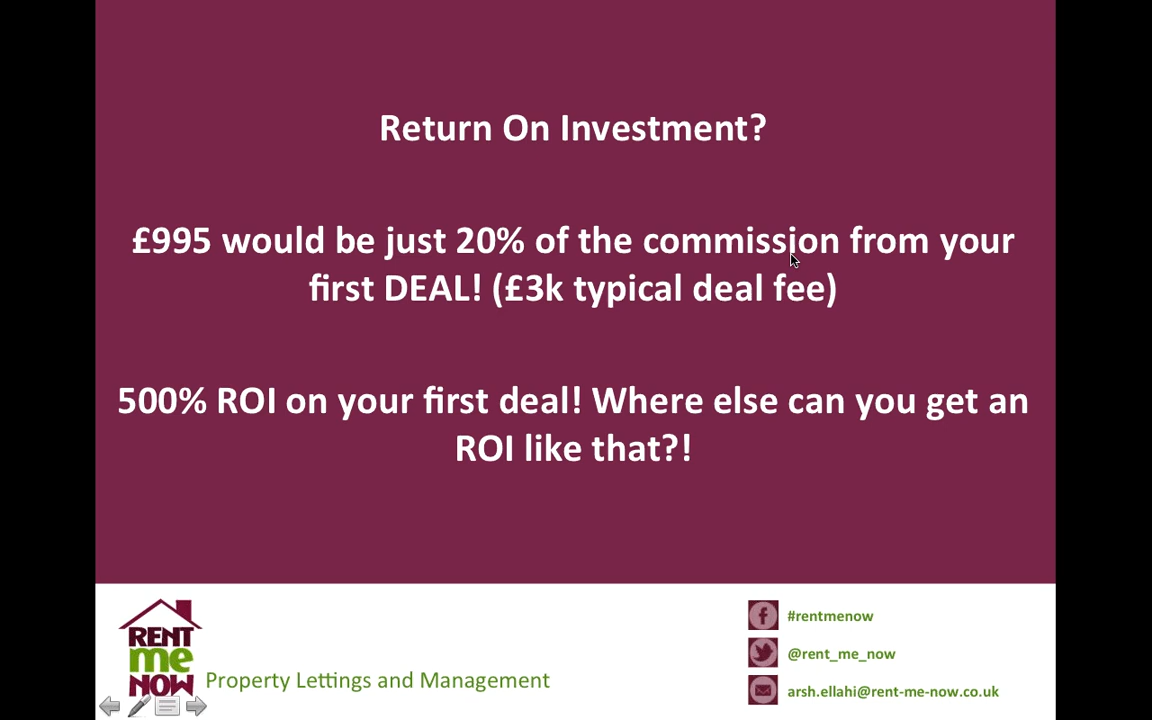 Return On Investment?
£995 would be just 20% of the commission from your
first DEAL! (£3k typical deal fee)
500% ROI on your first deal! Where else can you get an
ROI like that?!
RENT
me
NOW
Property Lettings and Management
#rentmenow
@rent_me_now
arsh.ellahi@rent-me-now.co.uk